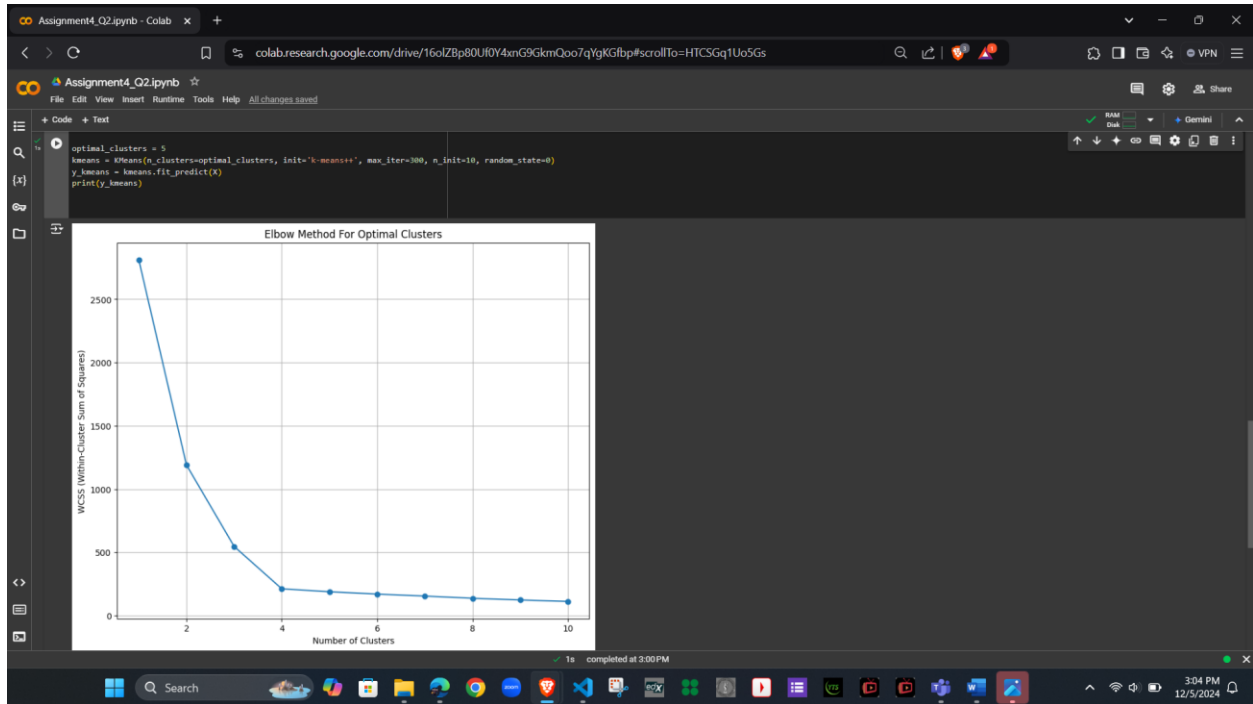 Assignment4_Q2.ipynb - Colab
colab.research.google.com/drive/16olZBp80Uf0Y4xnG9GkmQoo7qYgKGfbp#scrollTo=HTCSGq1Uo5Gs
VPN
Assignment4_Q2.ipynb
File Edit View Insert Runtime Tools Help All changes saved
Share
+ Code + Text
RAM
Disk
Gemini
1s
optimal_clusters = 5
kmeans = KMeans(n_clusters=optimal_clusters, init='k-means++', max_iter=300, n_init=10, random_state=0)
y_kmeans = kmeans.fit_predict(X)
print(y_kmeans)
{x}
Elbow Method For Optimal Clusters
2500
2000
1500
1000
500
0
WCSS (Within-Cluster Sum of Squares)
2 4 6 8 10
Number of Clusters
1s completed at 3:00 PM
Search
zoom
edX
3:04 PM
12/5/2024